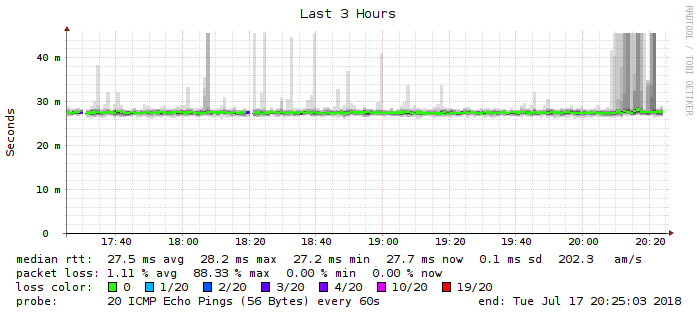 Last 3 Hours
RRDTOOL / TOBI OETIKER
Seconds
40 m
30 m
20 m
10 m
0
17:40 18:00 18:20 18:40 19:00 19:20 19:40 20:00 20:20
median rtt: 27.5 ms avg 28.2 ms max 27.2 ms min 27.7 ms now 0.1 ms sd 202.3 am/s
packet loss: 1.11 % avg 88.33 % max 0.00 % min 0.00 % now
loss color: 0 1/20 2/20 3/20 4/20 10/20 19/20
probe: 20 ICMP Echo Pings (56 Bytes) every 60s end: Tue Jul 17 20:25:03 2018